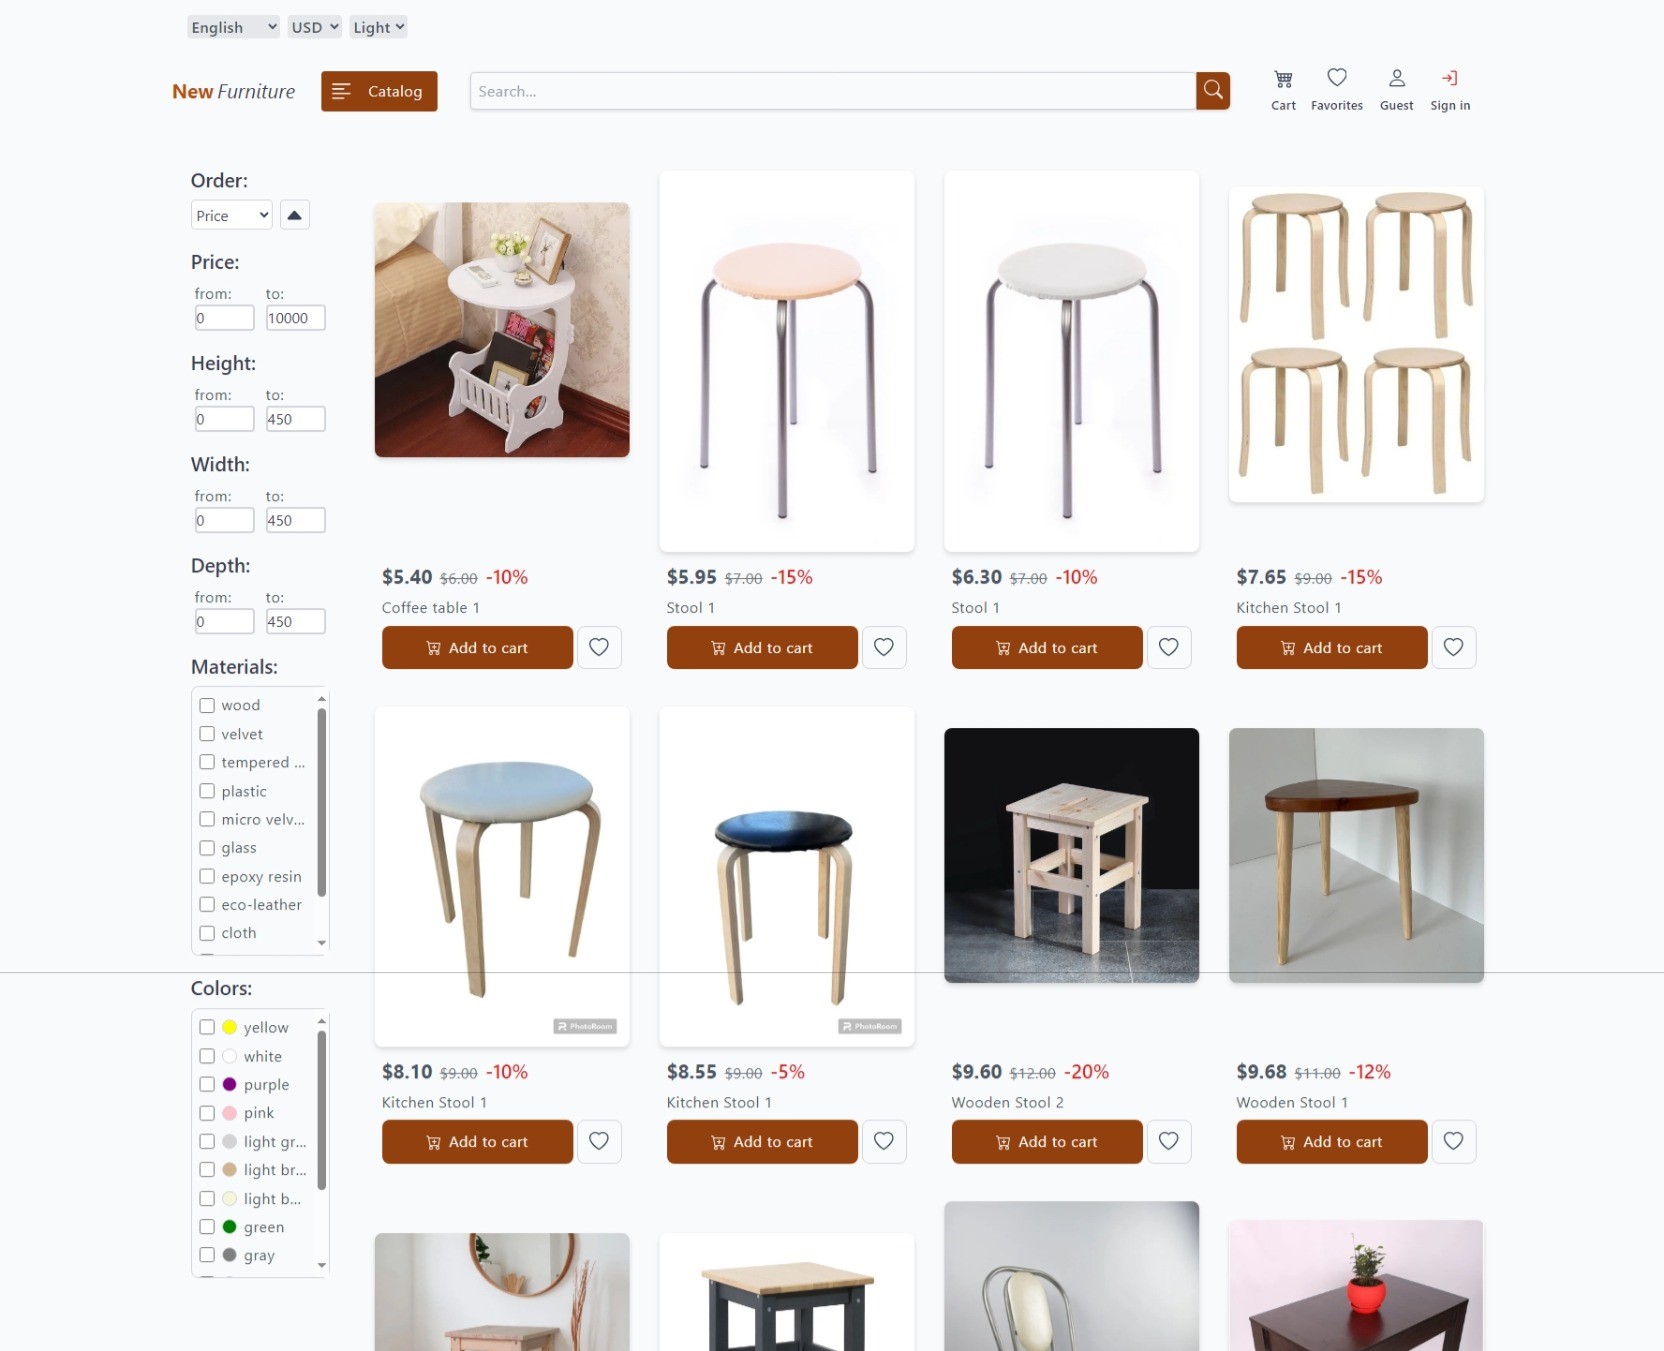 English USD Light
New Furniture Catalog Search... Cart Favorites Guest Sign in
Order:
Price
Price:
from: to:
0 10000
Height:
from: to:
0 450
Width:
from: to:
0 450
Depth:
from: to:
0 450
Materials:
wood
velvet
tempered ...
plastic
micro velv...
glass
epoxy resin
eco-leather
cloth
Colors:
yellow
white
purple
pink
light gr...
light br...
light b...
green
gray
$5.40 $6.00 -10%
Coffee table 1
Add to cart
$5.95 $7.00 -15%
Stool 1
Add to cart
$6.30 $7.00 -10%
Stool 1
Add to cart
$7.65 $9.00 -15%
Kitchen Stool 1
Add to cart
PhotoRoom
$8.10 $9.00 -10%
Kitchen Stool 1
Add to cart
PhotoRoom
$8.55 $9.00 -5%
Kitchen Stool 1
Add to cart
$9.60 $12.00 -20%
Wooden Stool 2
Add to cart
$9.68 $11.00 -12%
Wooden Stool 1
Add to cart